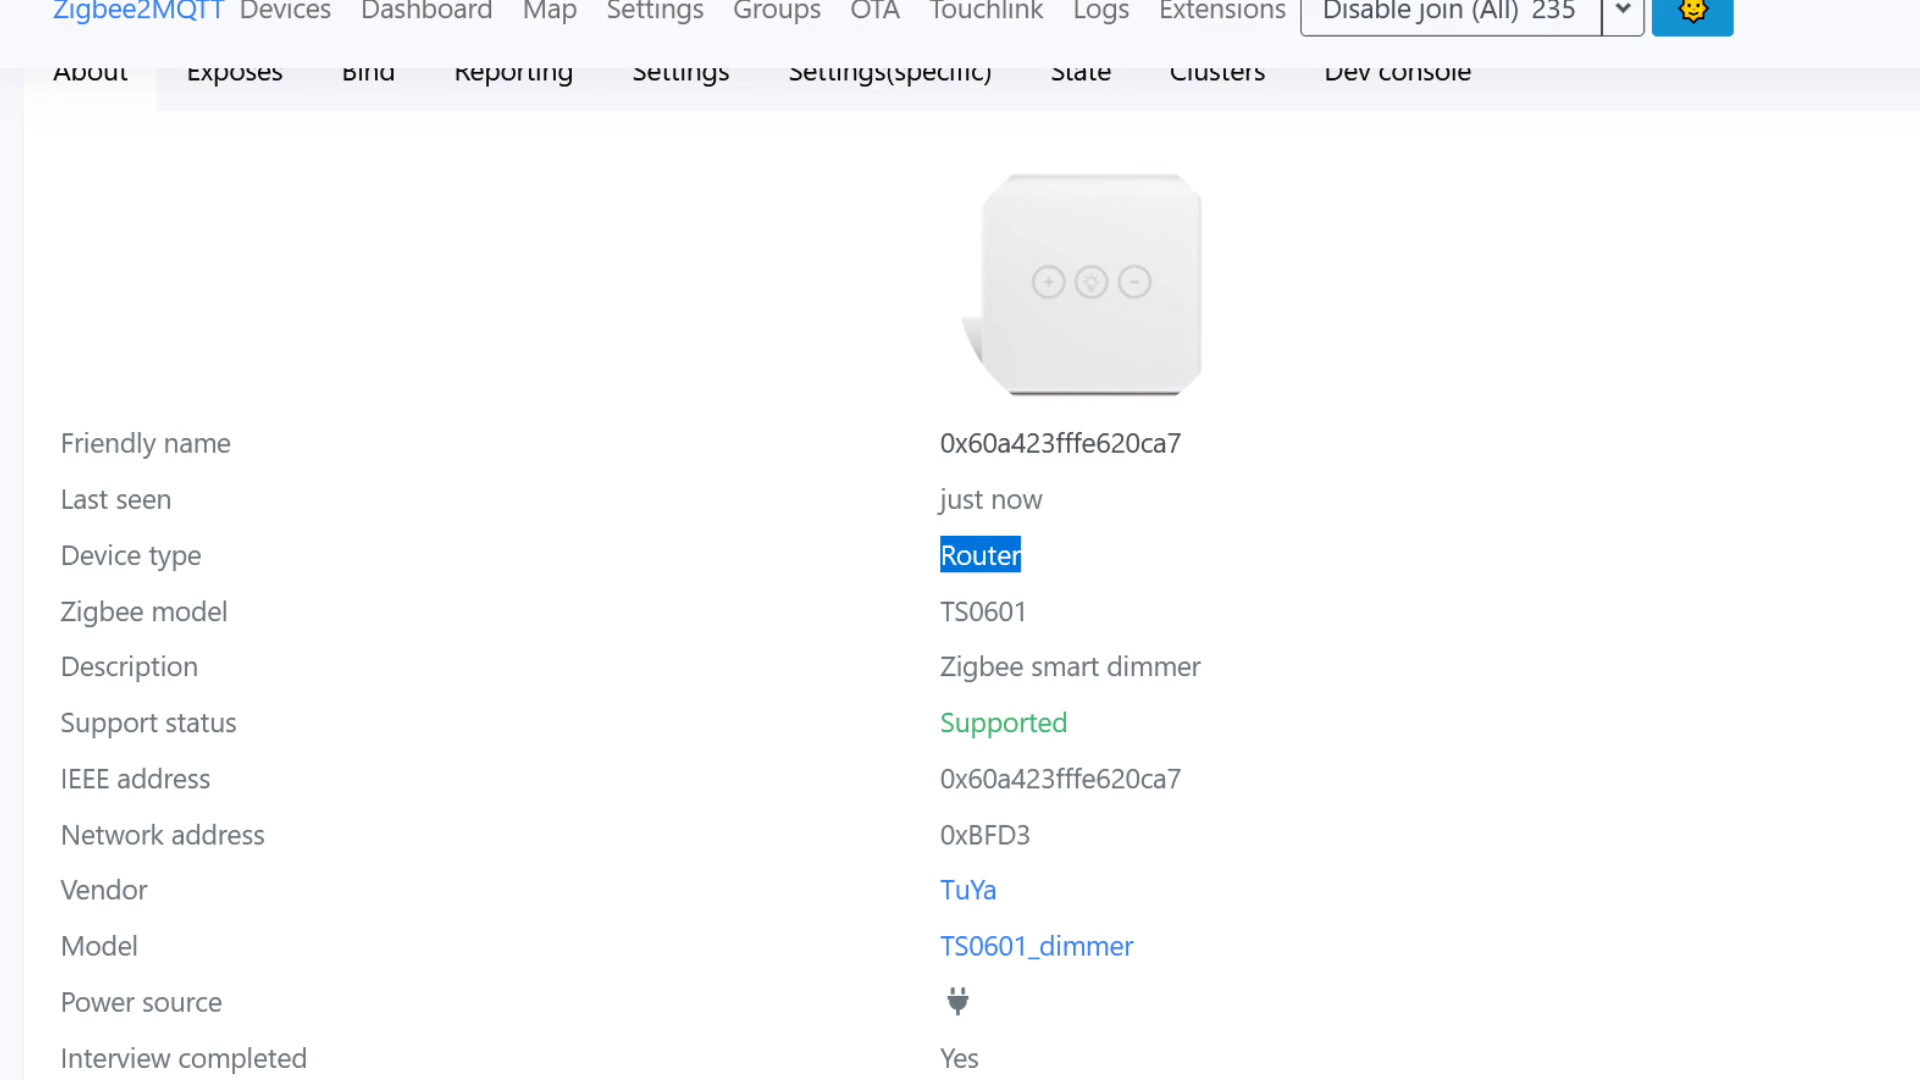 Zigbee2MQTT Devices Dashboard Map Settings Groups OTA Touchlink Logs Extensions Disable join (All) 235
About Exposes Bind Reporting Settings Settings(specific) State Clusters Dev console
Friendly name 0x60a423fffe620ca7
Last seen just now
Device type Router
Zigbee model TS0601
Description Zigbee smart dimmer
Support status Supported
IEEE address 0x60a423fffe620ca7
Network address 0xBFD3
Vendor TuYa
Model TS0601_dimmer
Power source
Interview completed Yes